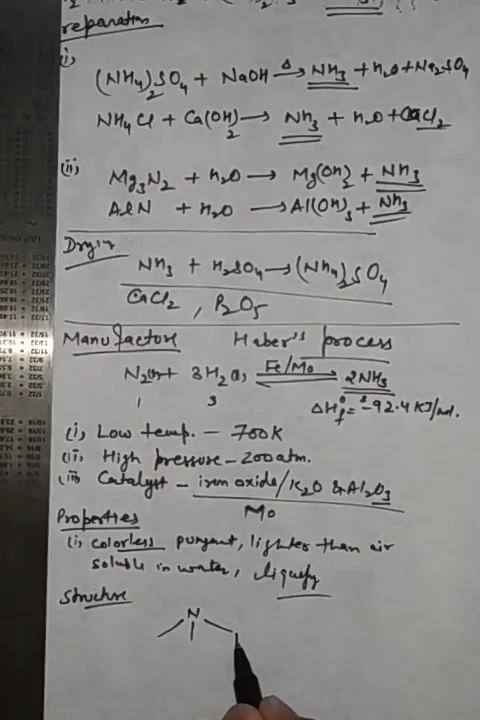 reparation
(i)
(NH4)2SO4 + NaOH →Δ NH3 + H2O + Na2SO4
NH4Cl + Ca(OH)2 → NH3 + H2O + CaCl2
(ii) Mg3N2 + H2O → Mg(OH)2 + NH3
AlN + H2O → Al(OH)3 + NH3
Drying
NH3 + H2SO4 → (NH4)2SO4
CaCl2, P2O5
Manufacture Haber's process
N2(g) + 3H2(g) ⇌ Fe/Mo 2NH3
1 3
ΔHf° = -92.4 KJ/mol.
(i) Low temp. - 700K
(ii) High pressure - 200atm.
(iii) Catalyst - iron oxide/K2O & Al2O3
Mo
Properties
(i) colorless pungent, lighter than air
soluble in water, liquefy
Structure
N